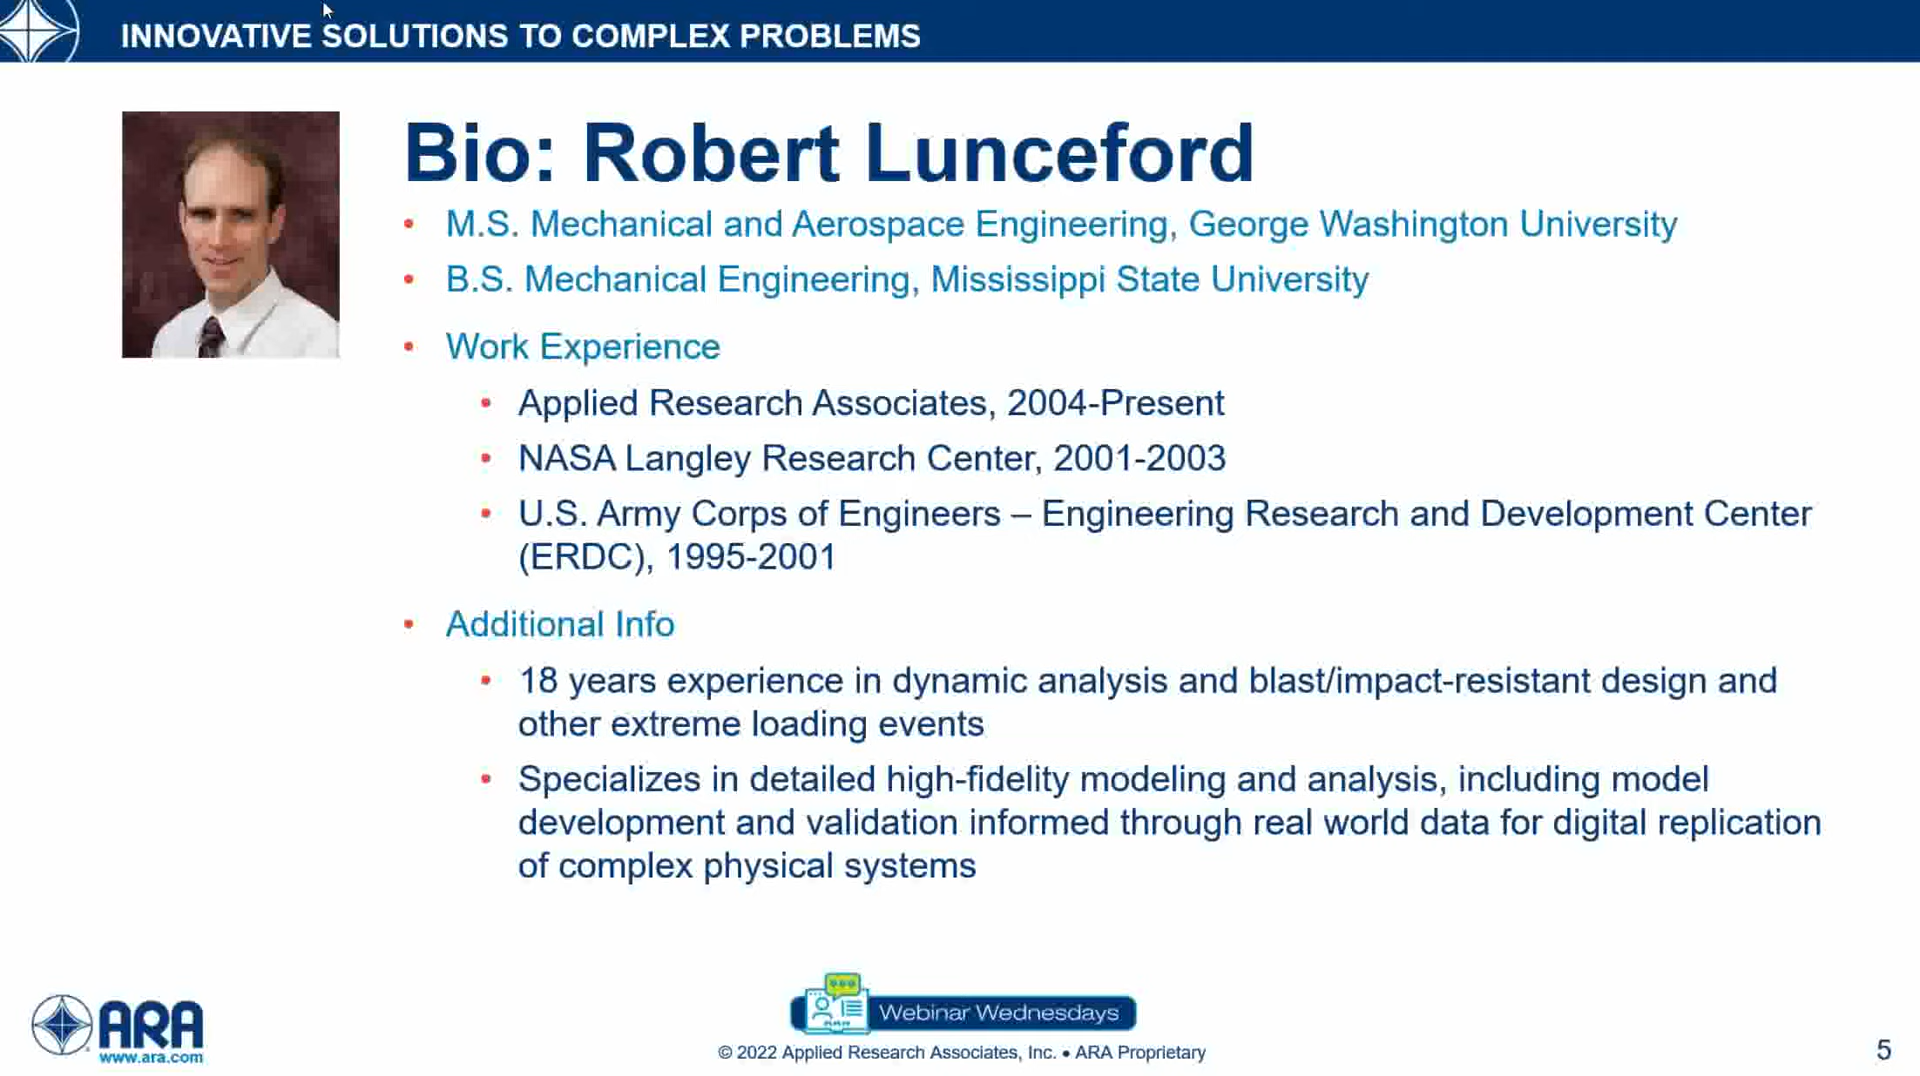 INNOVATIVE SOLUTIONS TO COMPLEX PROBLEMS
Bio: Robert Lunceford
• M.S. Mechanical and Aerospace Engineering, George Washington University
• B.S. Mechanical Engineering, Mississippi State University
• Work Experience
• Applied Research Associates, 2004-Present
• NASA Langley Research Center, 2001-2003
• U.S. Army Corps of Engineers – Engineering Research and Development Center
(ERDC), 1995-2001
• Additional Info
• 18 years experience in dynamic analysis and blast/impact-resistant design and
other extreme loading events
• Specializes in detailed high-fidelity modeling and analysis, including model
development and validation informed through real world data for digital replication
of complex physical systems
ARA
www.ara.com
Webinar Wednesdays
© 2022 Applied Research Associates, Inc. • ARA Proprietary
5